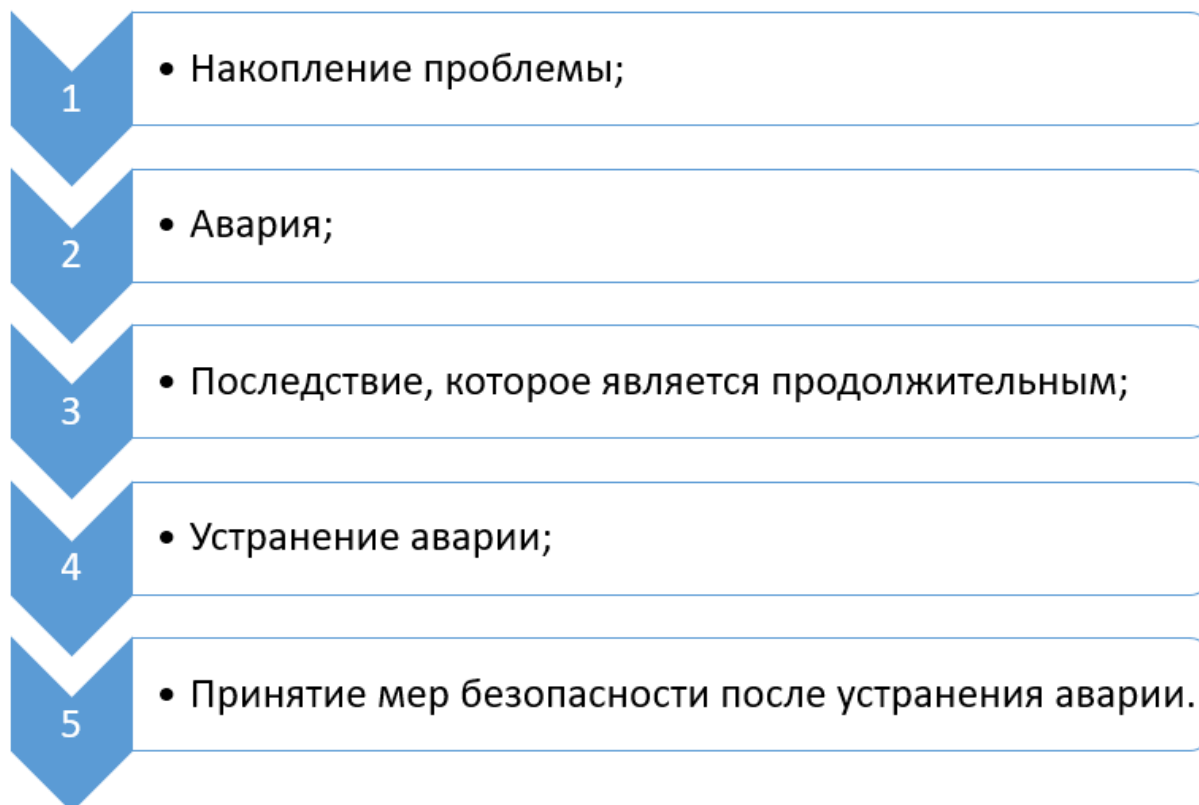 1
• Накопление проблемы;
2
• Авария;
3
• Последствие, которое является продолжительным;
4
• Устранение аварии;
5
• Принятие мер безопасности после устранения аварии.